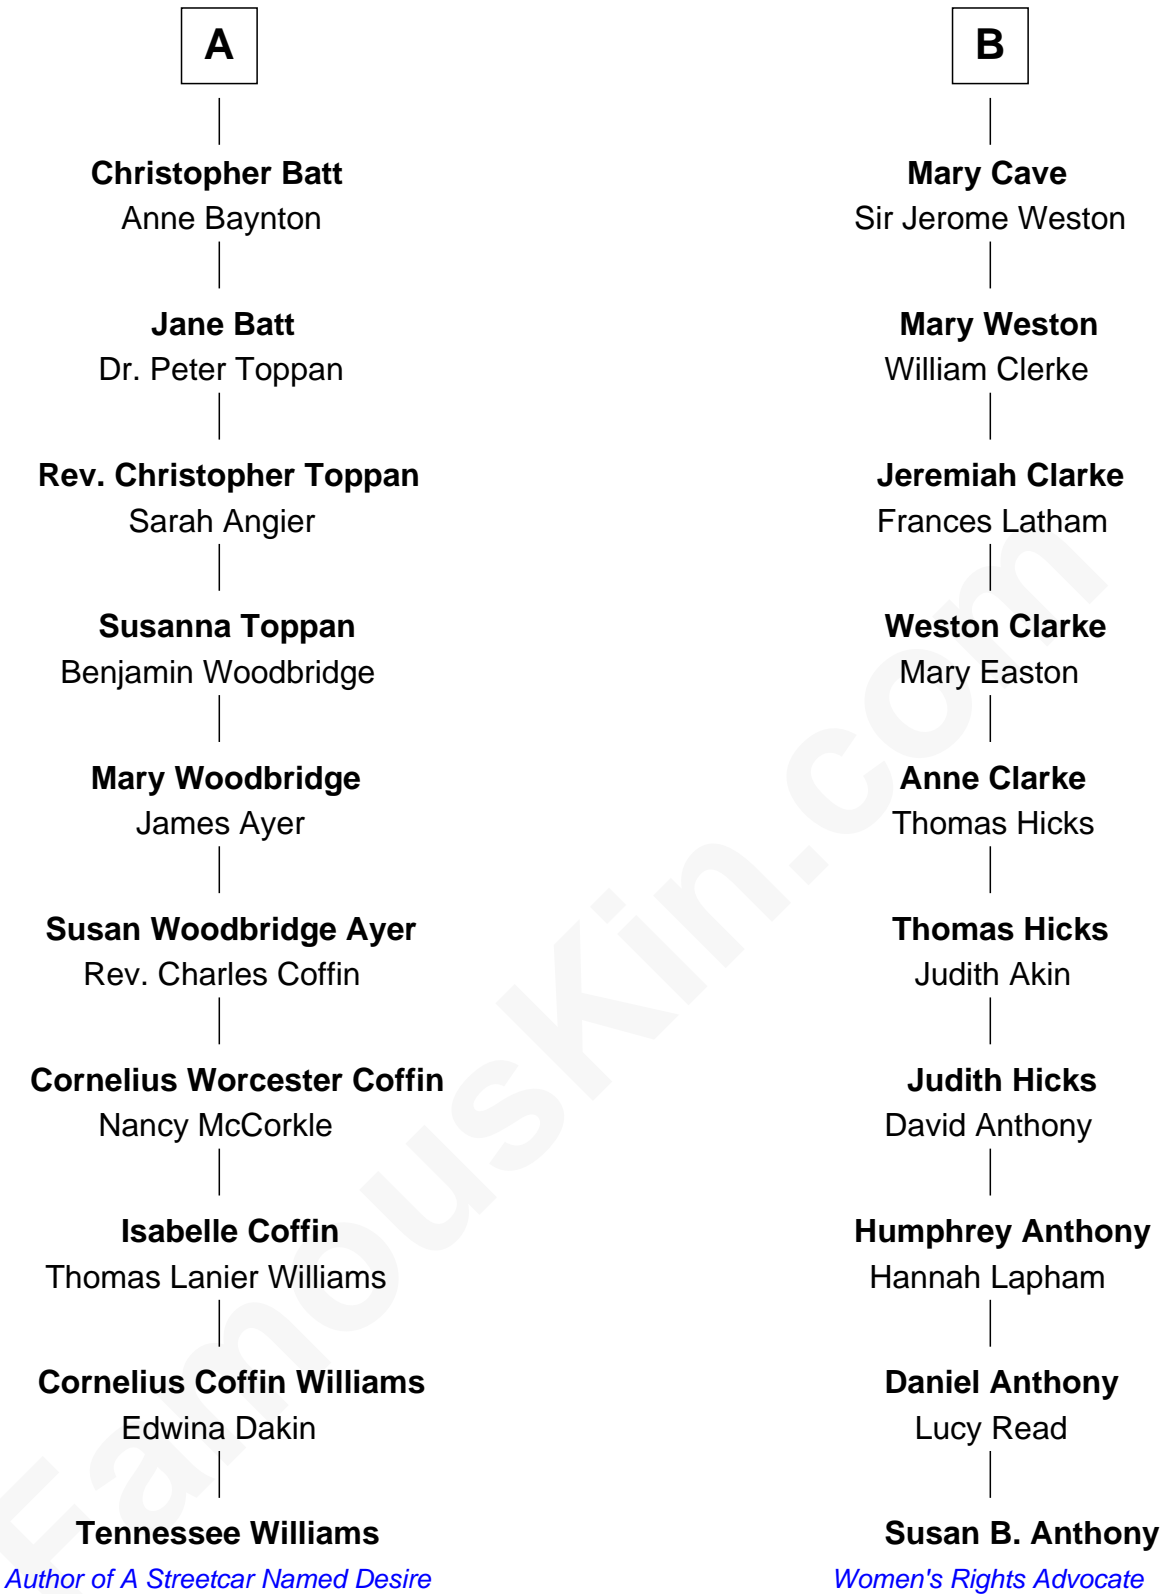 A
Christopher Batt
Anne Baynton
Jane Batt
Dr. Peter Toppan
Rev. Christopher Toppan
Sarah Angier
Susanna Toppan
Benjamin Woodbridge
Mary Woodbridge
James Ayer
Susan Woodbridge Ayer
Rev. Charles Coffin
Cornelius Worcester Coffin
Nancy McCorkle
Isabelle Coffin
Thomas Lanier Williams
Cornelius Coffin Williams
Edwina Dakin
Tennessee Williams
Author of A Streetcar Named Desire
B
Mary Cave
Sir Jerome Weston
Mary Weston
William Clerke
Jeremiah Clarke
Frances Latham
Weston Clarke
Mary Easton
Anne Clarke
Thomas Hicks
Thomas Hicks
Judith Akin
Judith Hicks
David Anthony
Humphrey Anthony
Hannah Lapham
Daniel Anthony
Lucy Read
Susan B. Anthony
Women's Rights Advocate
FamousKin.com